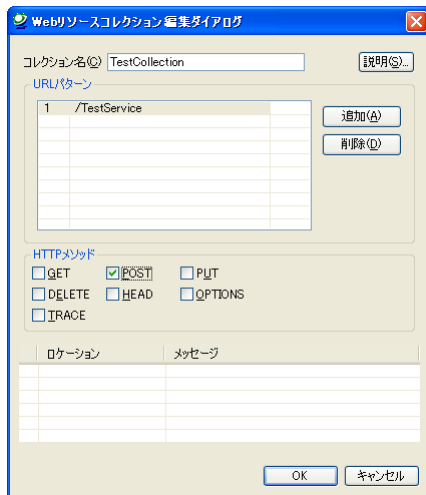 Webリソースコレクション編集ダイアログ
コレクション名(C) TestCollection 説明(S)...
URLパターン
1 /TestService
追加(A)
削除(D)
HTTPメソッド
GET POST PUT
DELETE HEAD OPTIONS
TRACE
ロケーション メッセージ
OK キャンセル